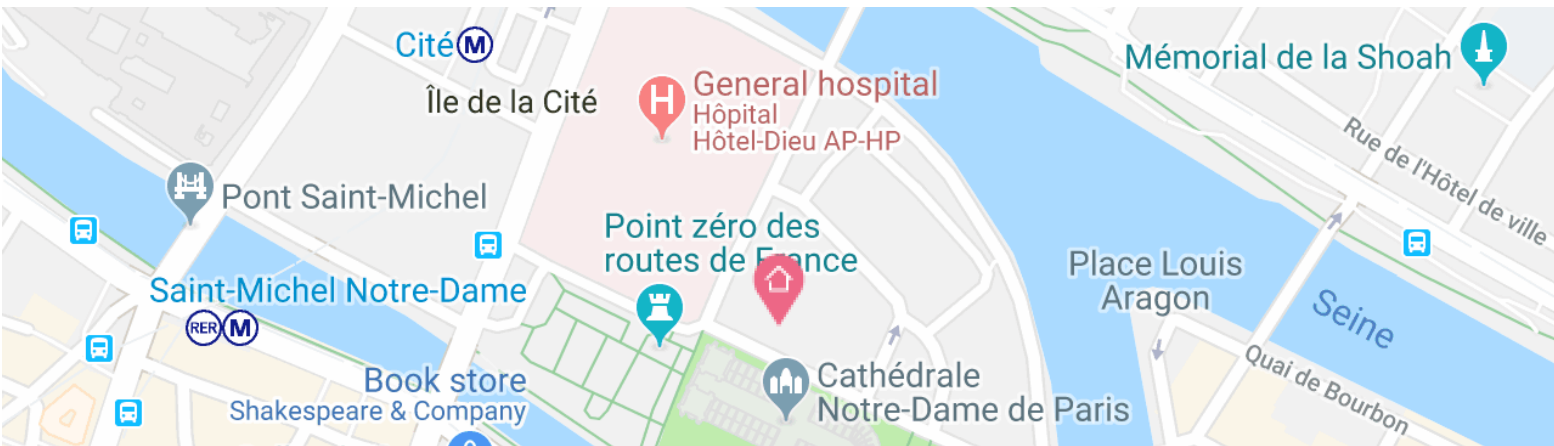 Cité M
Île de la Cité
General hospital
Hôpital
Hôtel-Dieu AP-HP
H
Mémorial de la Shoah
Rue de l'Hôtel de ville
Pont Saint-Michel
Point zéro des
routes de France
Saint-Michel Notre-Dame
RER M
Place Louis
Aragon
Seine
Quai de Bourbon
Book store
Shakespeare & Company
Cathédrale
Notre-Dame de Paris